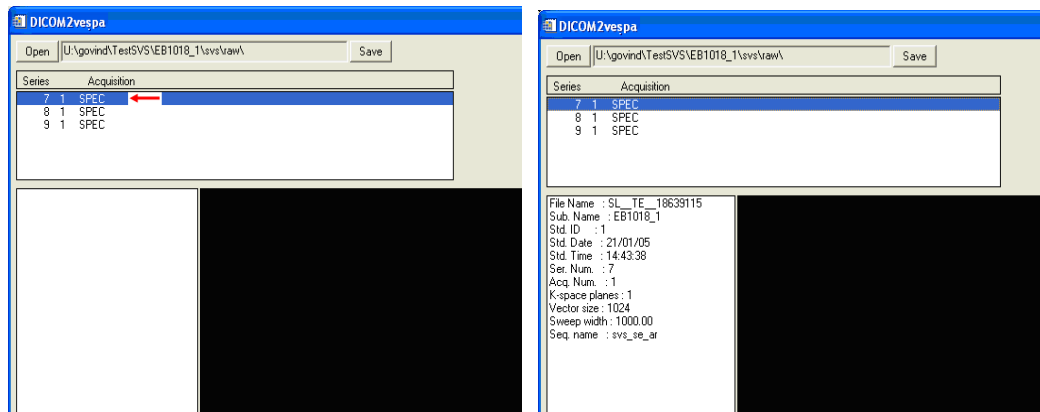 DICOM2vespa
Open U:\govind\TestSVS\EB1018_1\svs\raw\ Save
Series Acquisition
7 1 SPEC
8 1 SPEC
9 1 SPEC
DICOM2vespa
Open U:\govind\TestSVS\EB1018_1\svs\raw\ Save
Series Acquisition
7 1 SPEC
8 1 SPEC
9 1 SPEC
File Name : SL__TE__18639115
Sub. Name : EB1018_1
Std. ID : 1
Std. Date : 21/01/05
Std. Time : 14:43:38
Ser. Num. : 7
Acq. Num. : 1
K-space planes : 1
Vector size : 1024
Sweep width : 1000.00
Seq. name : svs_se_ar